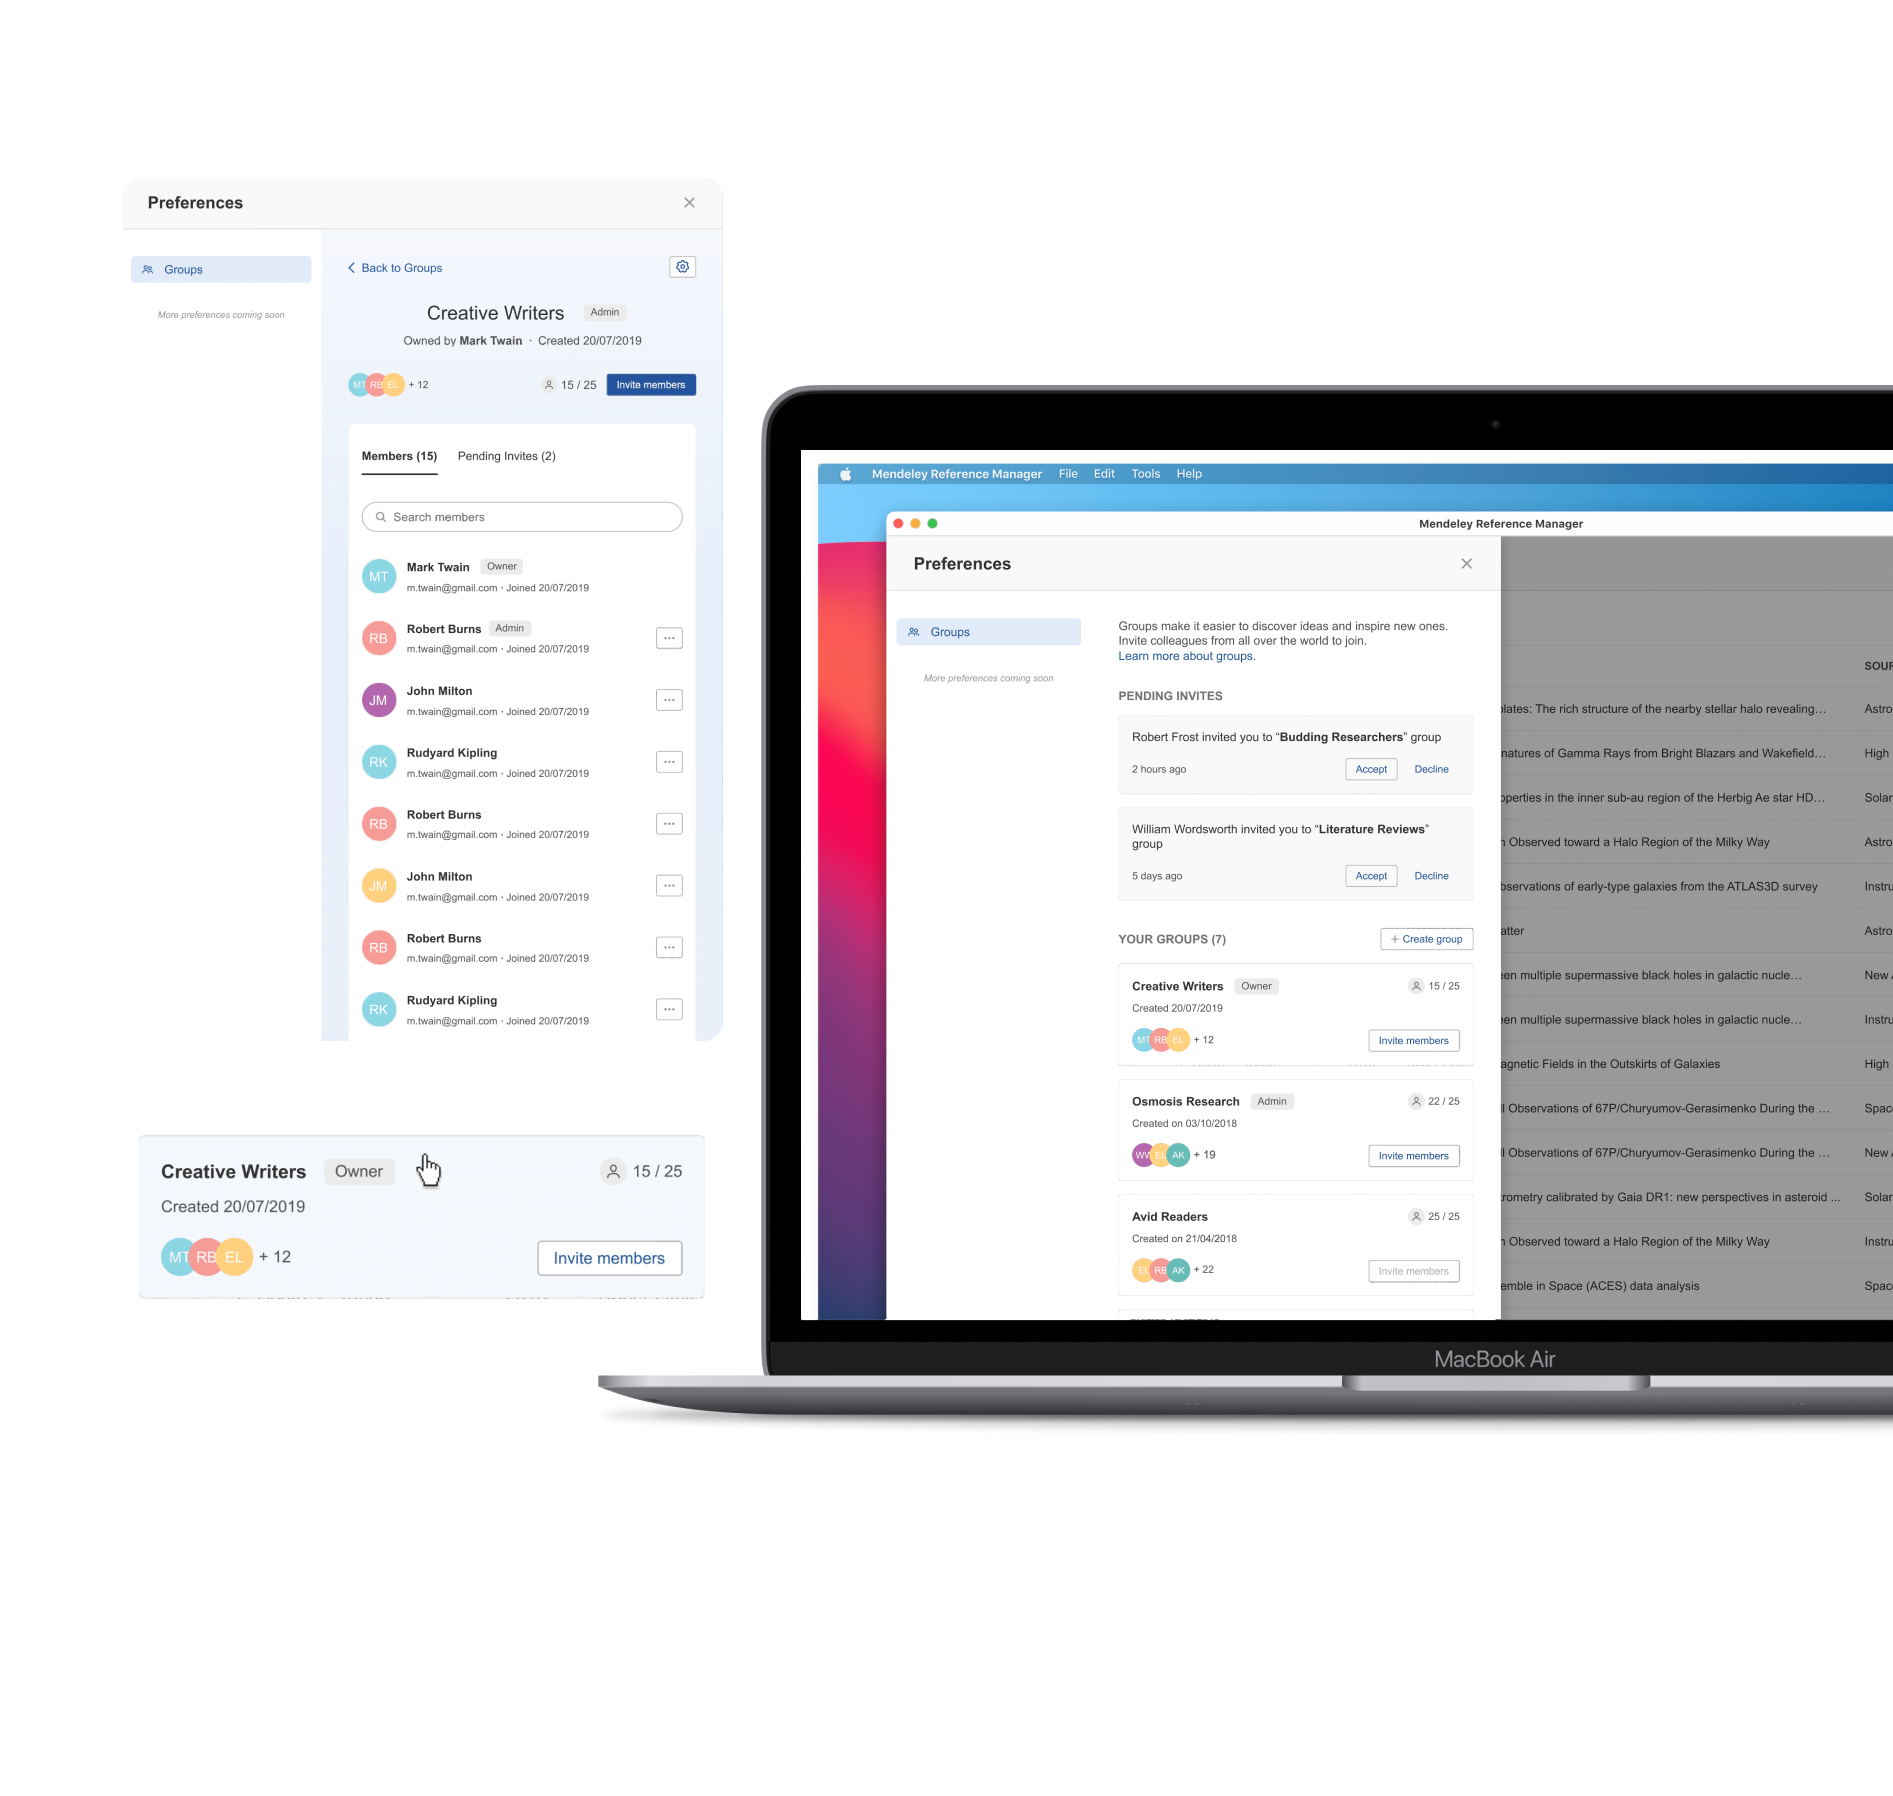 Preferences
Groups
More preferences coming soon
Back to Groups
Creative Writers Admin
Owned by Mark Twain · Created 20/07/2019
MT RB EL + 12
15 / 25 Invite members
Members (15) Pending Invites (2)
Search members
MT Mark Twain Owner
m.twain@gmail.com · Joined 20/07/2019
RB Robert Burns Admin
m.twain@gmail.com · Joined 20/07/2019
JM John Milton
m.twain@gmail.com · Joined 20/07/2019
RK Rudyard Kipling
m.twain@gmail.com · Joined 20/07/2019
RB Robert Burns
m.twain@gmail.com · Joined 20/07/2019
JM John Milton
m.twain@gmail.com · Joined 20/07/2019
RB Robert Burns
m.twain@gmail.com · Joined 20/07/2019
RK Rudyard Kipling
m.twain@gmail.com · Joined 20/07/2019
Creative Writers Owner 15 / 25
Created 20/07/2019
MT RB EL + 12 Invite members
Mendeley Reference Manager File Edit Tools Help
Mendeley Reference Manager
Preferences
Groups
More preferences coming soon
Groups make it easier to discover ideas and inspire new ones.
Invite colleagues from all over the world to join.
Learn more about groups.
PENDING INVITES
Robert Frost invited you to “Budding Researchers” group
2 hours ago Accept Decline
William Wordsworth invited you to “Literature Reviews”
group
5 days ago Accept Decline
YOUR GROUPS (7) + Create group
Creative Writers Owner 15 / 25
Created 20/07/2019
MT RB EL + 12 Invite members
Osmosis Research Admin 22 / 25
Created on 03/10/2018
WW EL AK + 19 Invite members
Avid Readers 25 / 25
Created on 21/04/2018
EL RB AK + 22 Invite members
The rich structure of the nearby stellar halo revealing… Astro
of Gamma Rays from Bright Blazars and Wakefield… High
in the inner sub-au region of the Herbig Ae star HD… Solar
Observed toward a Halo Region of the Milky Way Astro
of early-type galaxies from the ATLAS3D survey Instru
Astro
multiple supermassive black holes in galactic nucle… New
multiple supermassive black holes in galactic nucle… Instru
Fields in the Outskirts of Galaxies High
Observations of 67P/Churyumov-Gerasimenko During the … Spac
Observations of 67P/Churyumov-Gerasimenko During the … New
calibrated by Gaia DR1: new perspectives in asteroid ... Solar
Observed toward a Halo Region of the Milky Way Instru
in Space (ACES) data analysis Spac
MacBook Air